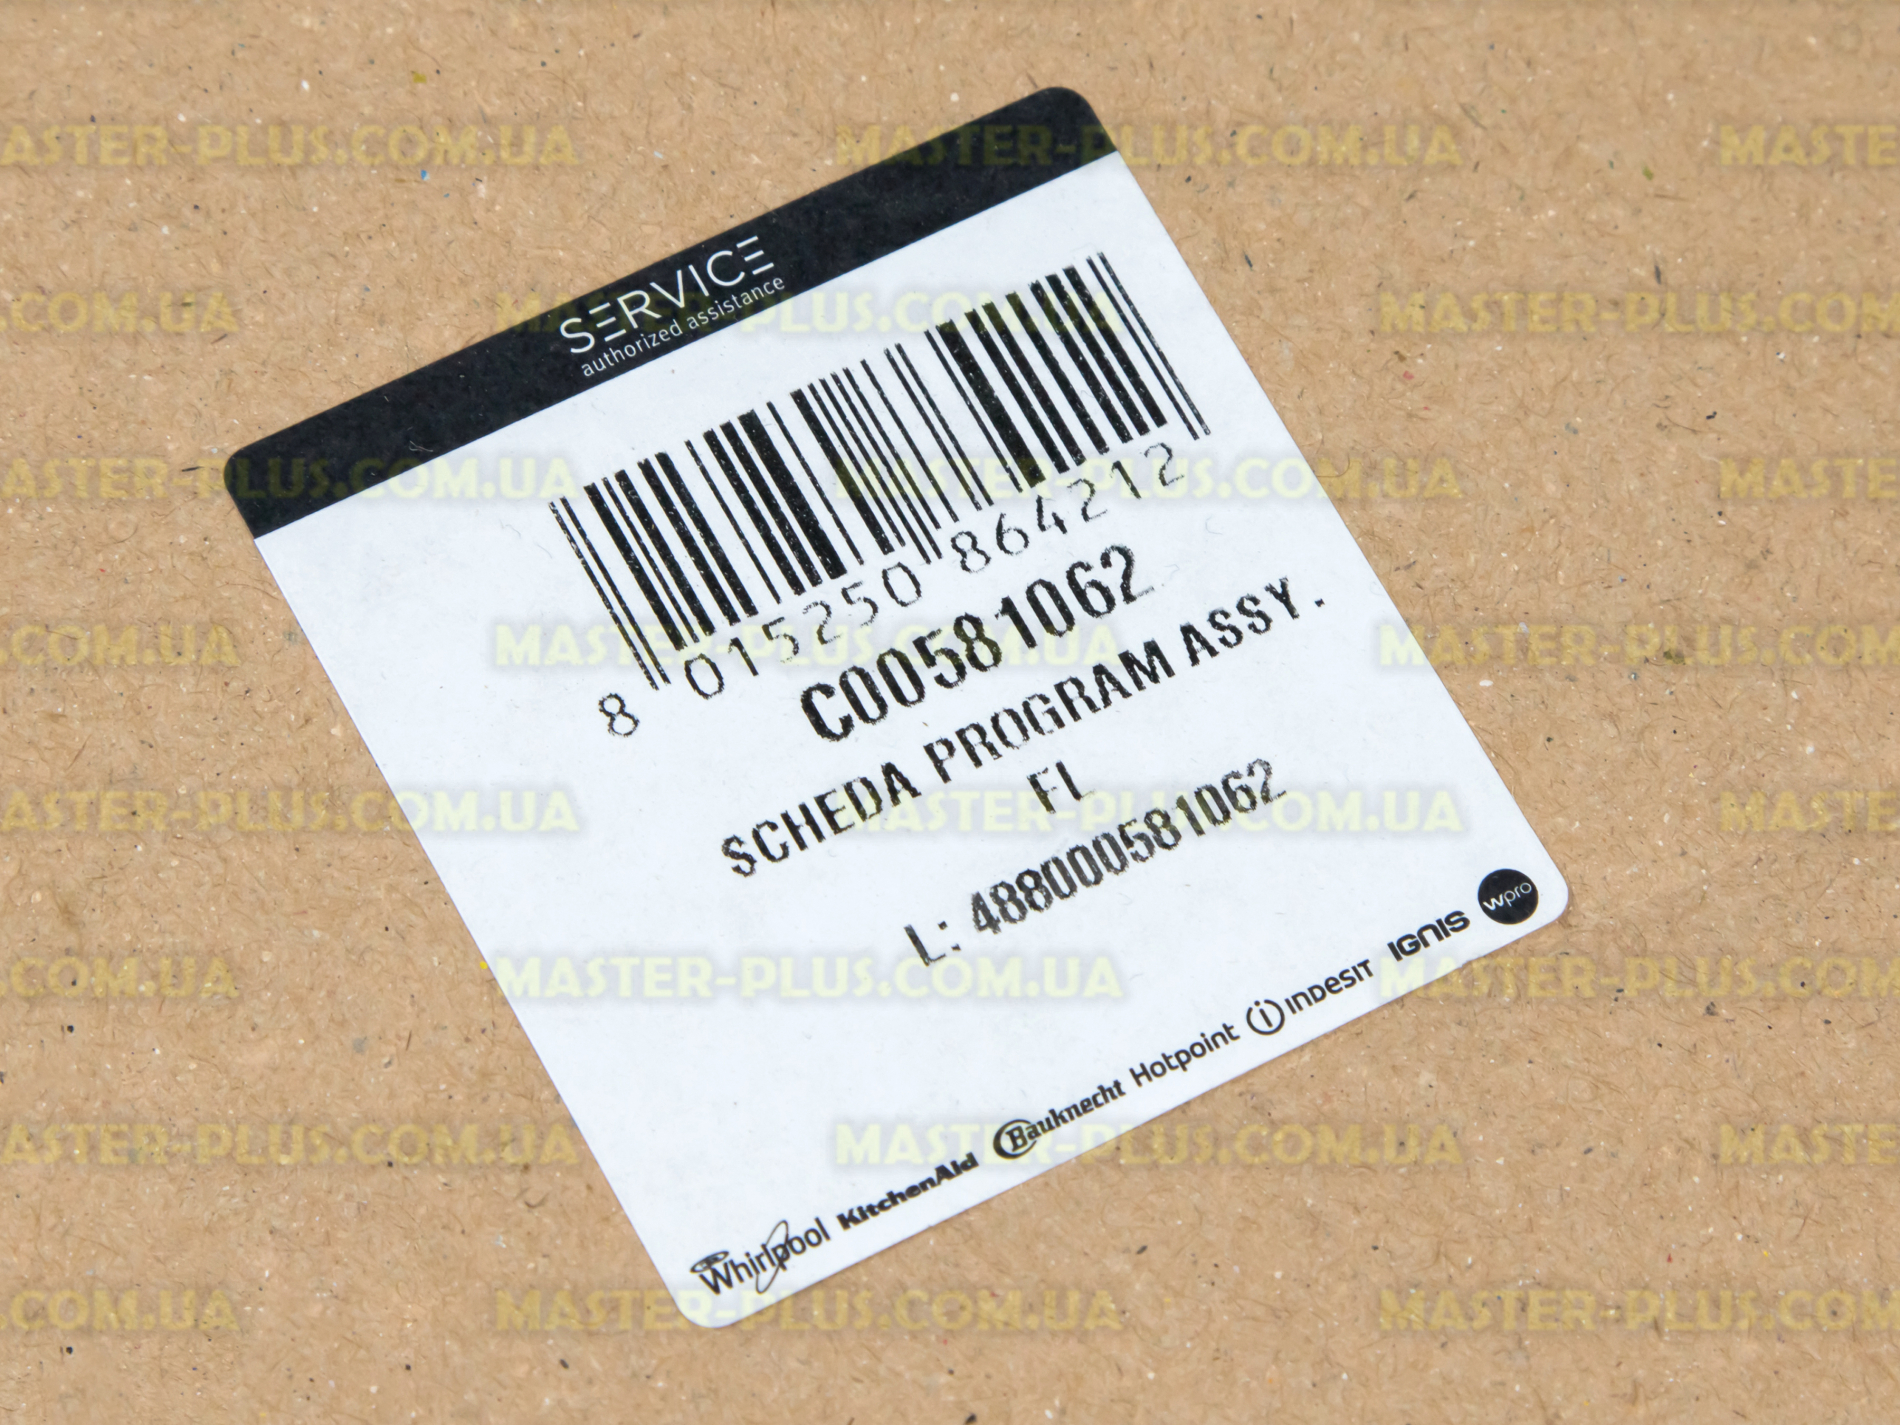 SERVICE
authorized assistance
8 015250 864212
C00581062
SCHEDA PROGRAM ASSY.
FL
L: 488000581062
Whirlpool KitchenAid Bauknecht Hotpoint i INDESIT IGNIS wpro
MASTER-PLUS.COM.UA